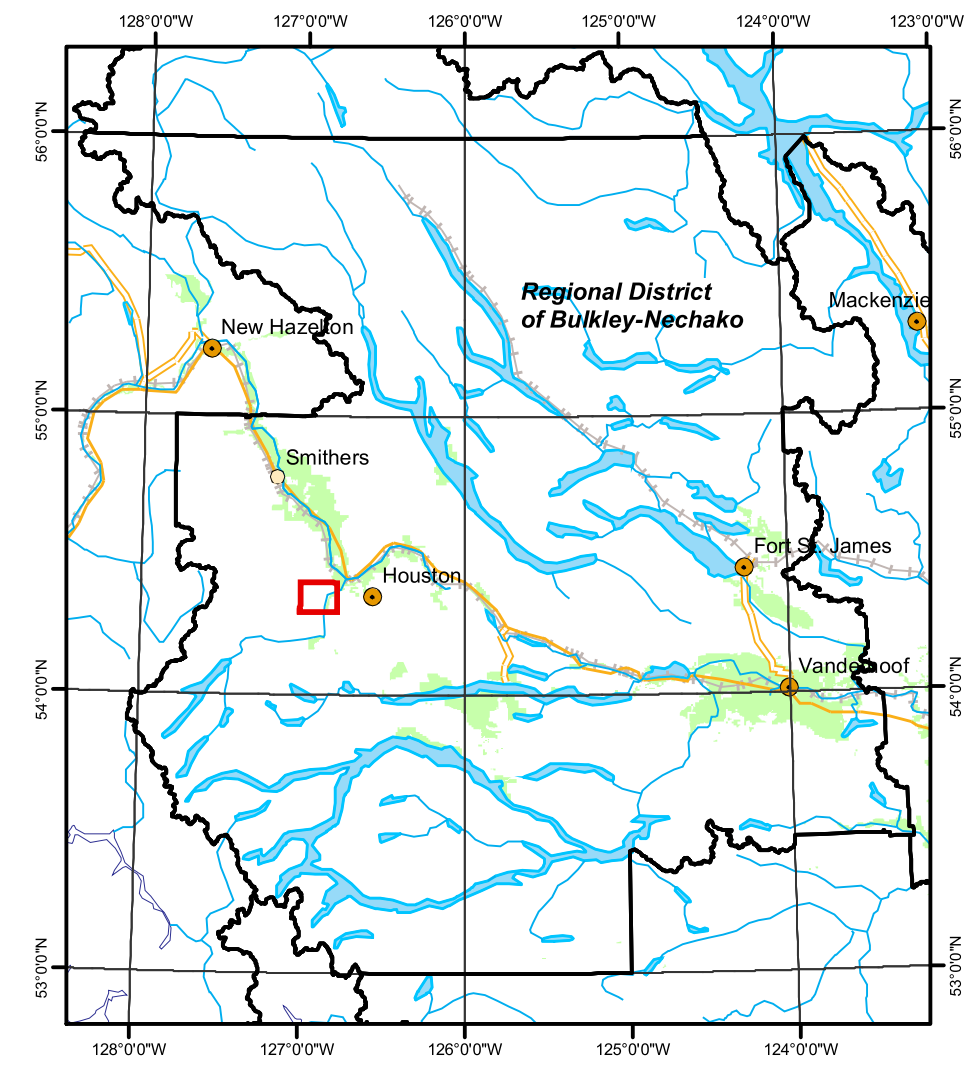 128°0'0"W 127°0'0"W 126°0'0"W 125°0'0"W 124°0'0"W 123°0'0"W
56°0'0"N 56°0'0"N
Regional District
of Bulkley-Nechako
Mackenzie
New Hazelton
55°0'0"N 55°0'0"N
Smithers
Fort St. James
Houston
Vanderhoof
54°0'0"N 54°0'0"N
53°0'0"N 53°0'0"N
128°0'0"W 127°0'0"W 126°0'0"W 125°0'0"W 124°0'0"W